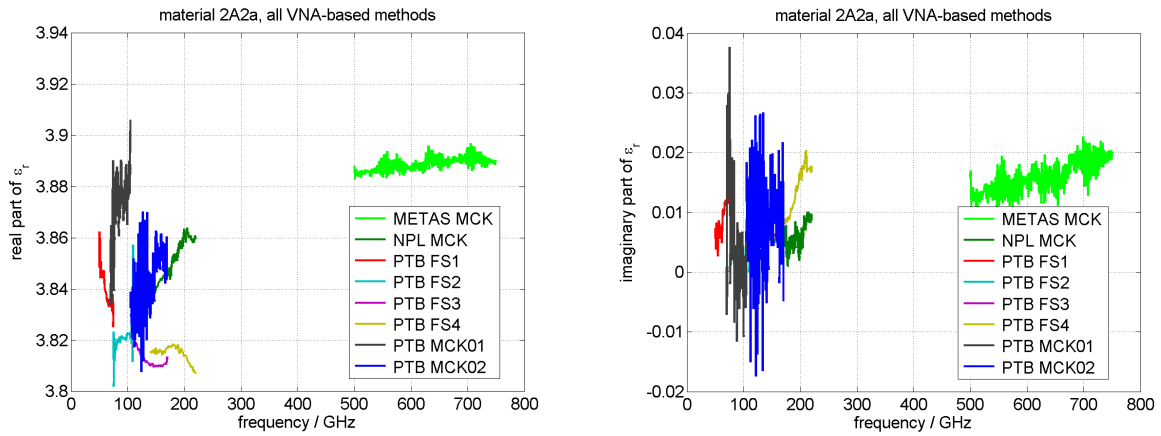 material 2A2a, all VNA-based methods
3.94
3.92
3.9
3.88
3.86
3.84
3.82
3.8
real part of εr
0 100 200 300 400 500 600 700 800
frequency / GHz
METAS MCK
NPL MCK
PTB FS1
PTB FS2
PTB FS3
PTB FS4
PTB MCK01
PTB MCK02
material 2A2a, all VNA-based methods
0.04
0.03
0.02
0.01
0
-0.01
-0.02
imaginary part of εr
0 100 200 300 400 500 600 700 800
frequency / GHz
METAS MCK
NPL MCK
PTB FS1
PTB FS2
PTB FS3
PTB FS4
PTB MCK01
PTB MCK02